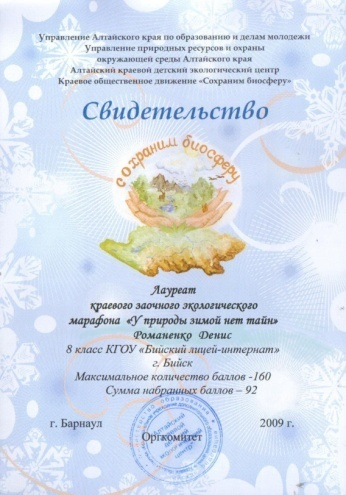 Управление Алтайского края по образованию и делам молодежи
Управление природных ресурсов и охраны
окружающей среды Алтайского края
Алтайский краевой детский экологический центр
Краевое общественное движение «Сохраним биосферу»
Свидетельство
сохраним биосферу
Лауреат
краевого заочного экологического
марафона «У природы зимой нет тайн»
Романенко Денис
8 класс КГОУ «Бийский лицей-интернат»
г. Бийск
Максимальное количество баллов -160
Сумма набранных баллов – 92
г. Барнаул 2009 г.
Оргкомитет